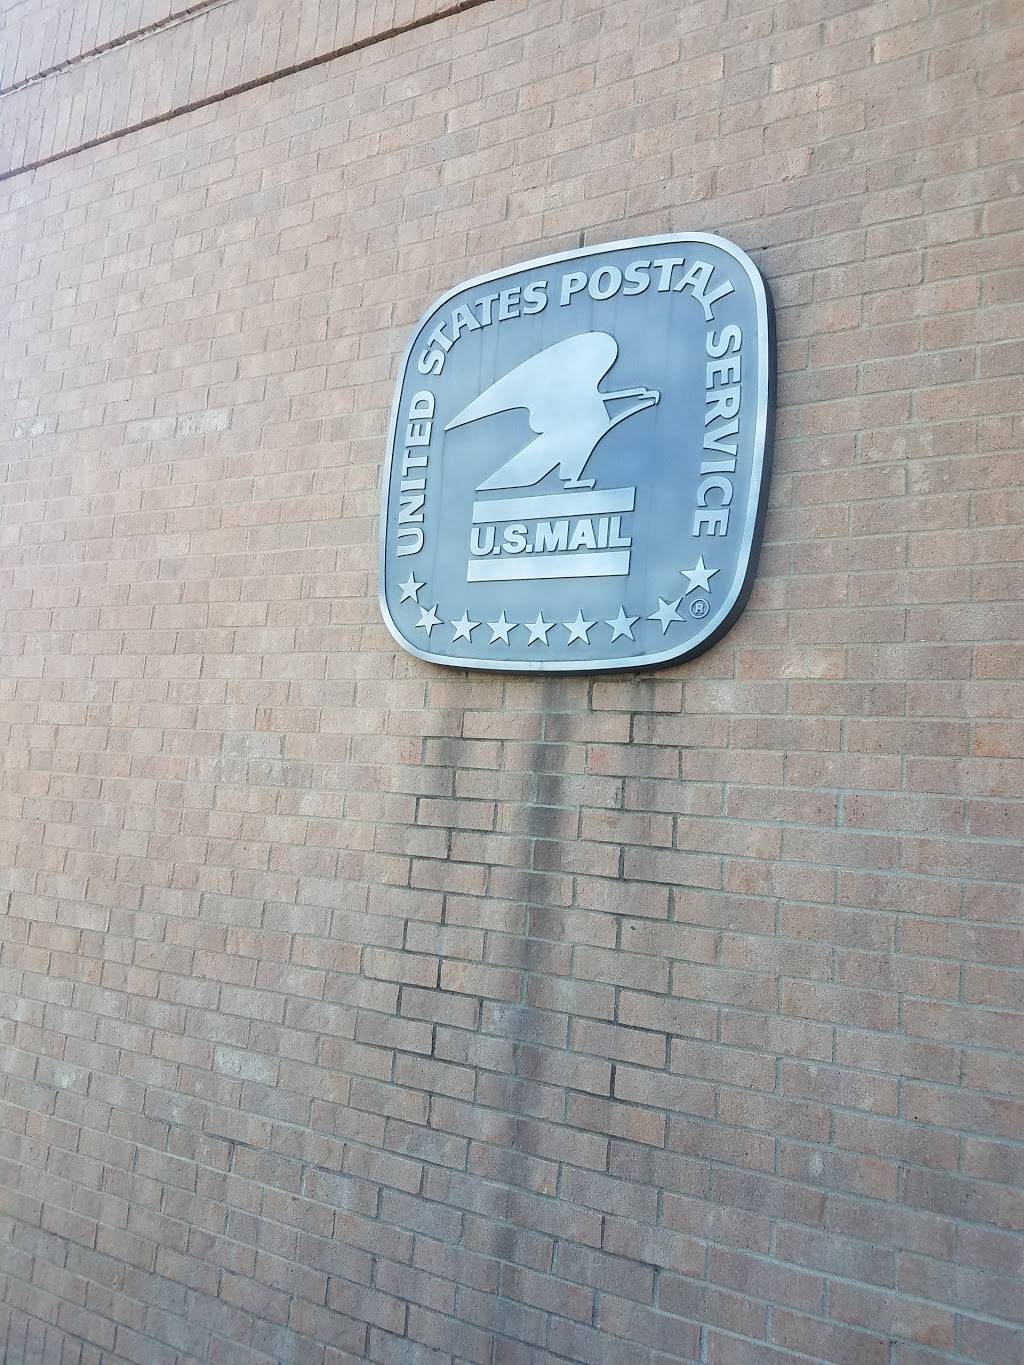 UNITED STATES POSTAL SERVICE
U.S.MAIL
®